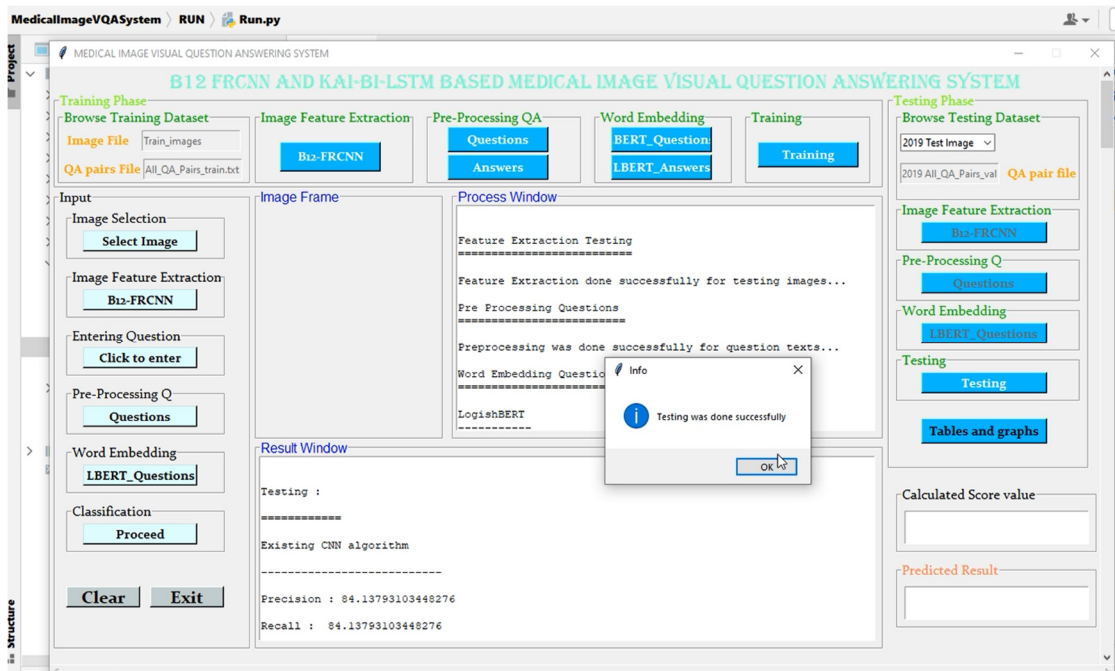 MedicalImageVQASystem RUN Run.py
Project
MEDICAL IMAGE VISUAL QUESTION ANSWERING SYSTEM
B12 FRCNN AND KAI-BI-LSTM BASED MEDICAL IMAGE VISUAL QUESTION ANSWERING SYSTEM
Training Phase
Browse Training Dataset
Image File Train_images
QA pairs File All_QA_Pairs_train.txt
Image Feature Extraction
B12-FRCNN
Pre-Processing QA
Questions
Answers
Word Embedding
BERT_Question
LBERT_Answers
Training
Training
Testing Phase
Browse Testing Dataset
2019 Test Image
2019 All_QA_Pairs_val QA pair file
Image Feature Extraction
B12-FRCNN
Pre-Processing Q
Questions
Word Embedding
LBERT_Questions
Testing
Testing
Tables and graphs
Input
Image Selection
Select Image
Image Feature Extraction
B12-FRCNN
Entering Question
Click to enter
Pre-Processing Q
Questions
Word Embedding
LBERT_Questions
Classification
Proceed
Clear Exit
Image Frame
Process Window
Feature Extraction Testing
==========================
Feature Extraction done successfully for testing images...
Pre Processing Questions
=========================
Preprocessing was done successfully for question texts...
Word Embedding Questio
======================
LogishBERT
-----------
Info
Testing was done successfully
OK
Result Window
Testing :
============
Existing CNN algorithm
---------------------------
Precision : 84.13793103448276
Recall : 84.13793103448276
Calculated Score value
Predicted Result
Structure